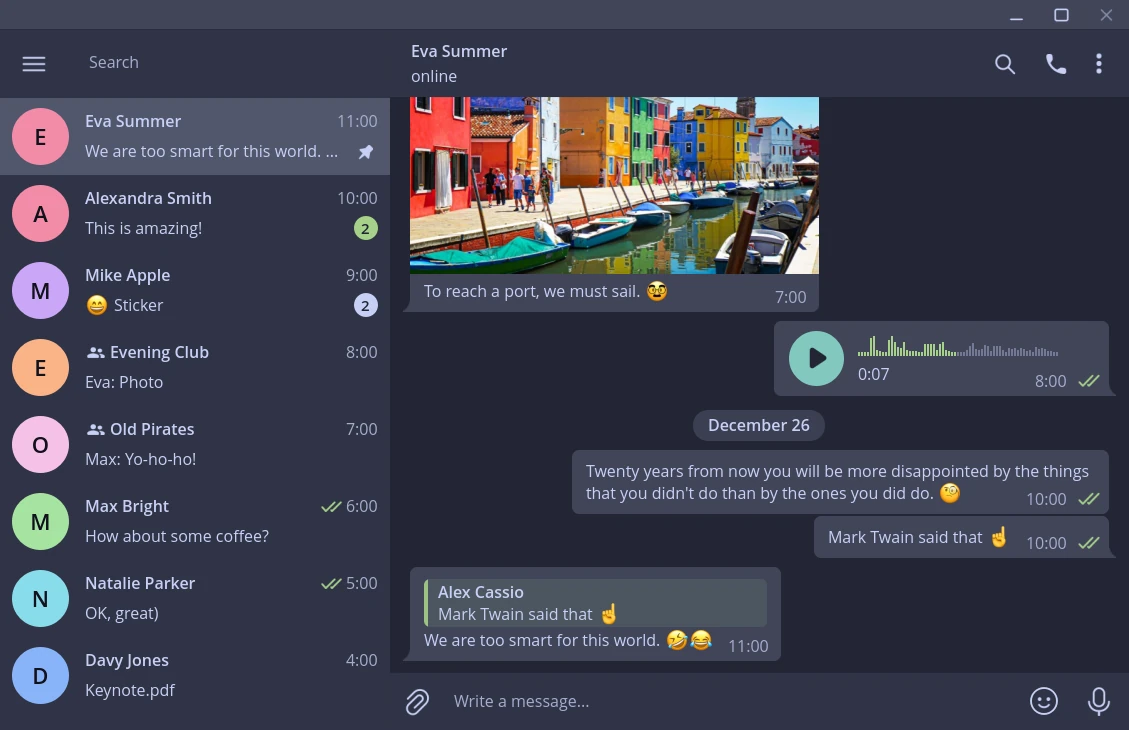 Search
E
Eva Summer 11:00
We are too smart for this world. ...
A
Alexandra Smith 10:00
This is amazing! 2
M
Mike Apple 9:00
😄 Sticker 2
E
Evening Club 8:00
Eva: Photo
O
Old Pirates 7:00
Max: Yo-ho-ho!
M
Max Bright 6:00
How about some coffee?
N
Natalie Parker 5:00
OK, great)
D
Davy Jones 4:00
Keynote.pdf
Eva Summer
online
To reach a port, we must sail. 🥸 7:00
0:07 8:00
December 26
Twenty years from now you will be more disappointed by the things
that you didn't do than by the ones you did do. 🧐 10:00
Mark Twain said that ☝️ 10:00
Alex Cassio
Mark Twain said that ☝️
We are too smart for this world. 🤣😂 11:00
Write a message...